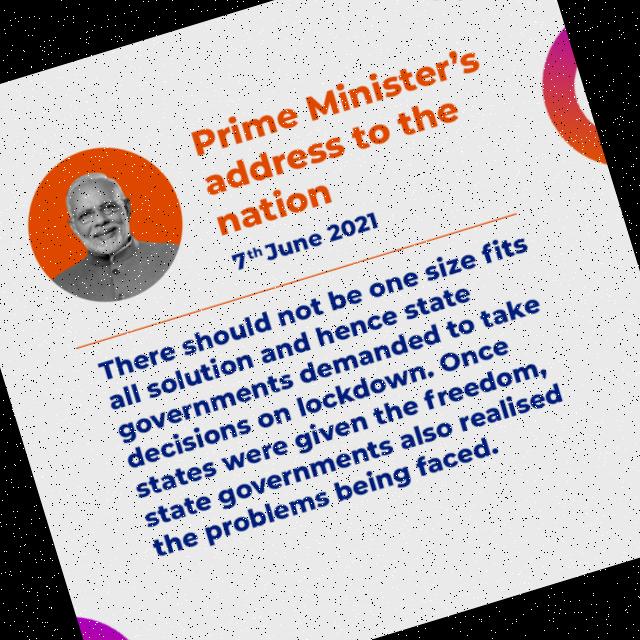 Prime Minister's
address to the
nation
7th June 2021
There should not be one size fits
all solution and hence state
governments demanded to take
decisions on lockdown. Once
states were given the freedom,
state governments also realised
the problems being faced.